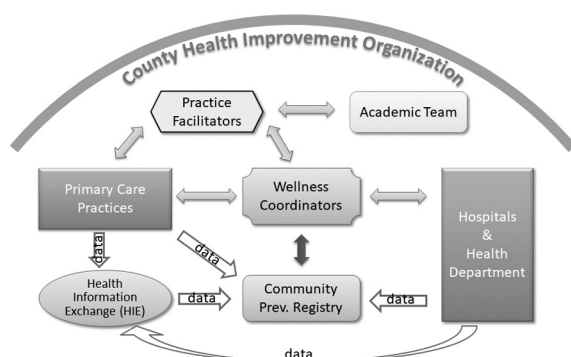 County Health Improvement Organization
Practice
Facilitators
Academic Team
Primary Care
Practices
Wellness
Coordinators
Hospitals
&
Health
Department
data
data
Health
Information
Exchange (HIE)
data
Community
Prev. Registry
data
data